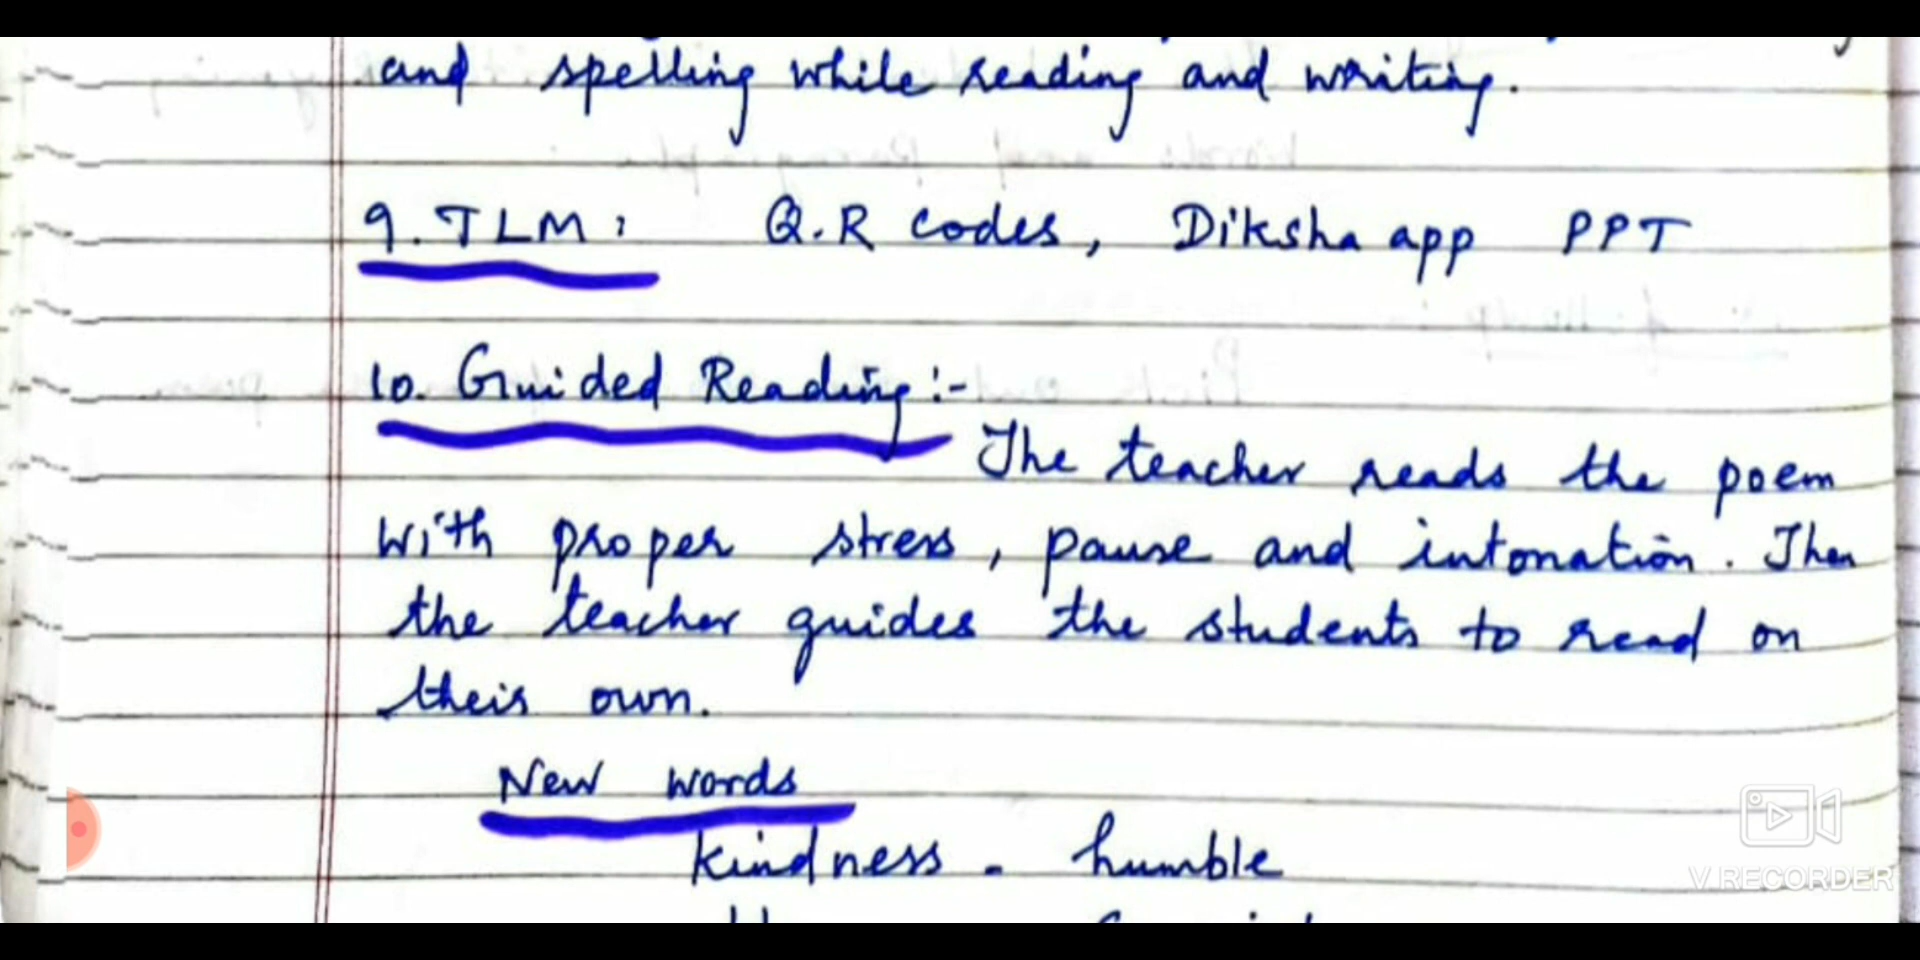 and spelling while reading and writing.
9. TLM: Q.R codes, Diksha app PPT
10. Guided Reading:-
The teacher reads the poem
with proper stress, pause and intonation. Then
the teacher guides the students to read on
their own.
New words
kindness - humble
V RECORDER